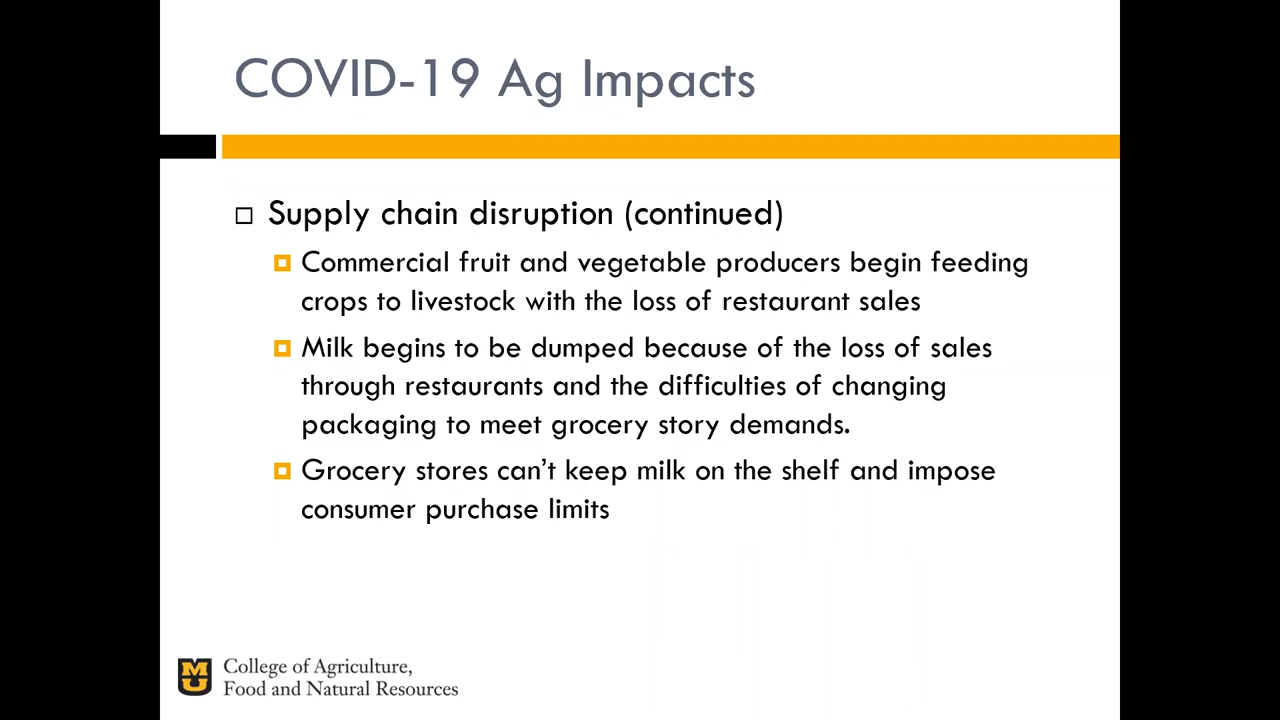 COVID-19 Ag Impacts
Supply chain disruption (continued)
Commercial fruit and vegetable producers begin feeding
crops to livestock with the loss of restaurant sales
Milk begins to be dumped because of the loss of sales
through restaurants and the difficulties of changing
packaging to meet grocery story demands.
Grocery stores can’t keep milk on the shelf and impose
consumer purchase limits
MU
College of Agriculture,
Food and Natural Resources